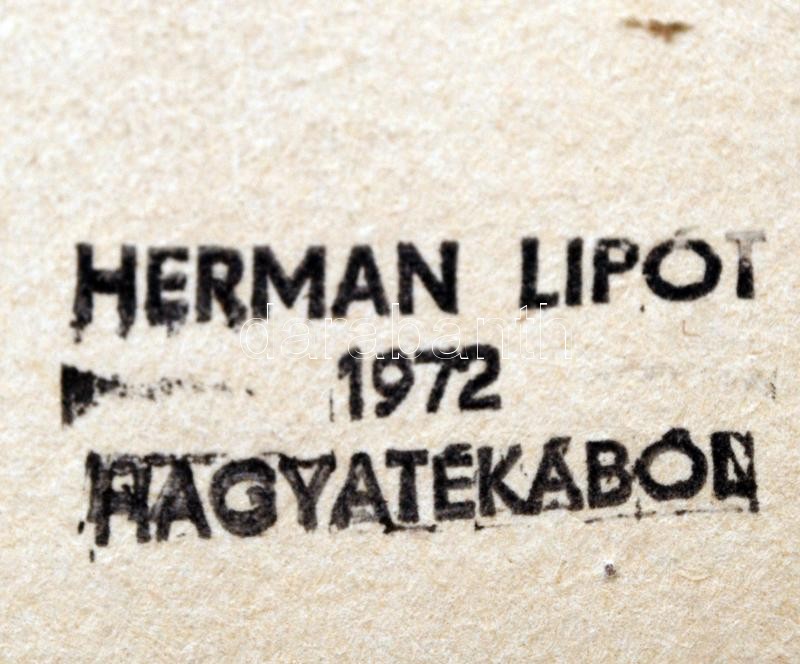 HERMAN LIPÓT
darabanth
1972
HAGYATÉKÁBÓL